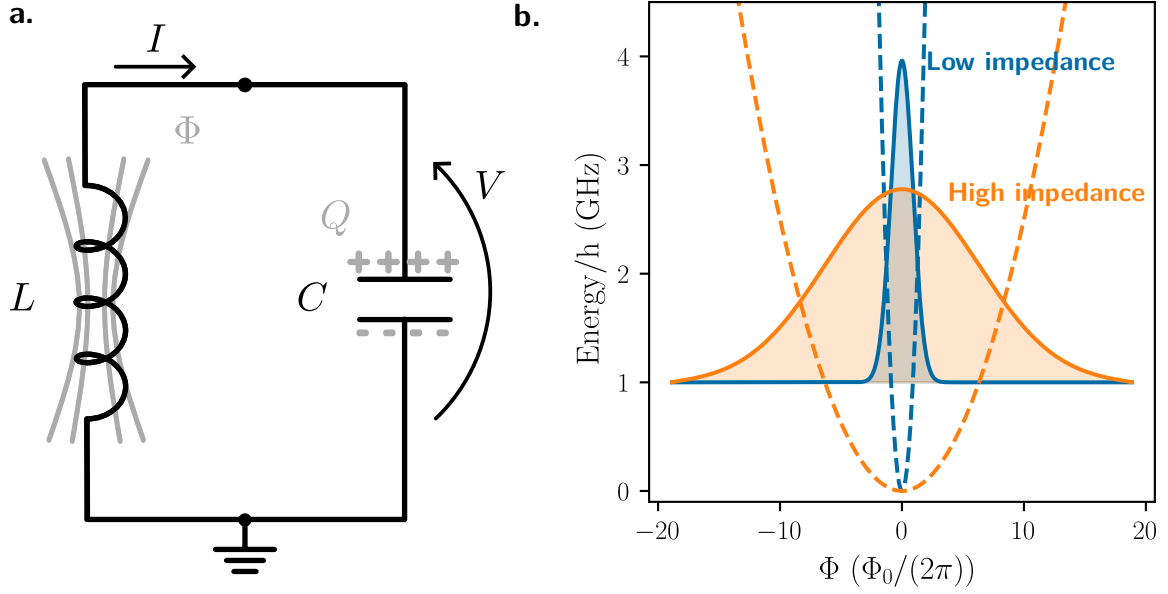 a.
I
Φ
L
Q
+ + + +
C
- - - -
V
b.
Energy/h (GHz)
4
3
2
1
0
Low impedance
High impedance
−20
−10
0
10
20
Φ (Φ₀/(2π))